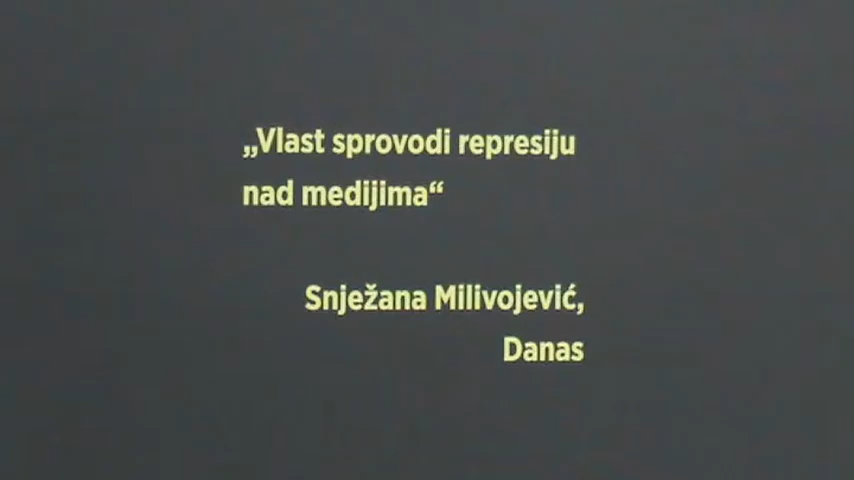 „Vlast sprovodi represiju
nad medijima“
Snježana Milivojević,
Danas